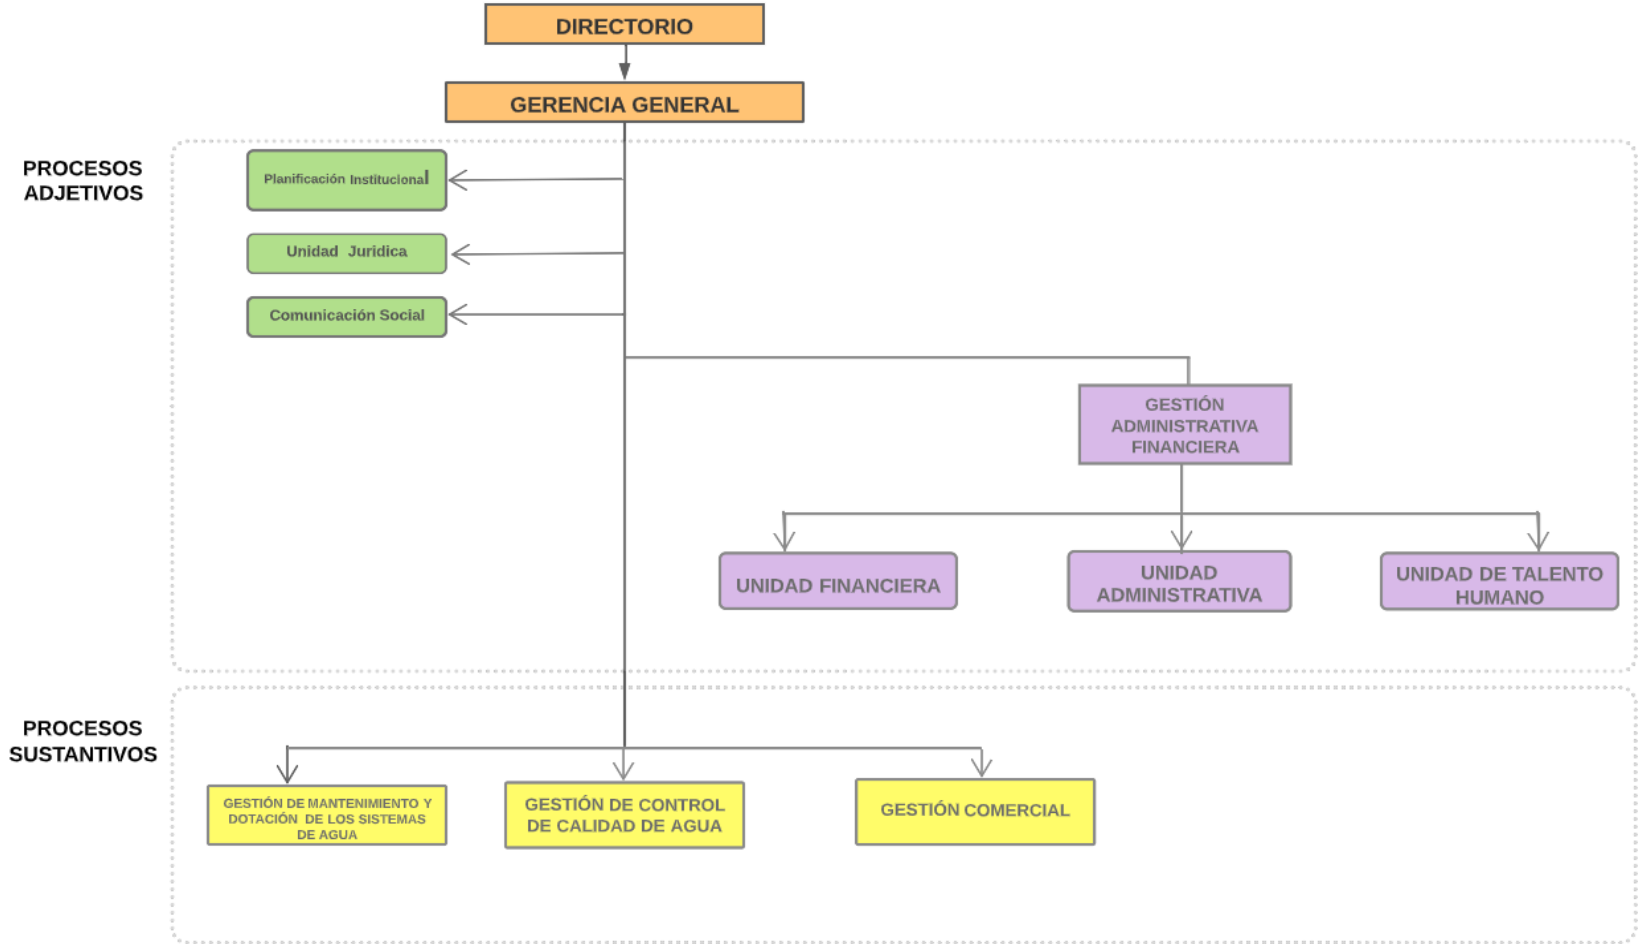 DIRECTORIO
GERENCIA GENERAL
PROCESOS
ADJETIVOS
Planificación Institucional
Unidad Juridica
Comunicación Social
GESTIÓN
ADMINISTRATIVA
FINANCIERA
UNIDAD FINANCIERA
UNIDAD
ADMINISTRATIVA
UNIDAD DE TALENTO
HUMANO
PROCESOS
SUSTANTIVOS
GESTIÓN DE MANTENIMIENTO Y
DOTACIÓN DE LOS SISTEMAS
DE AGUA
GESTIÓN DE CONTROL
DE CALIDAD DE AGUA
GESTIÓN COMERCIAL